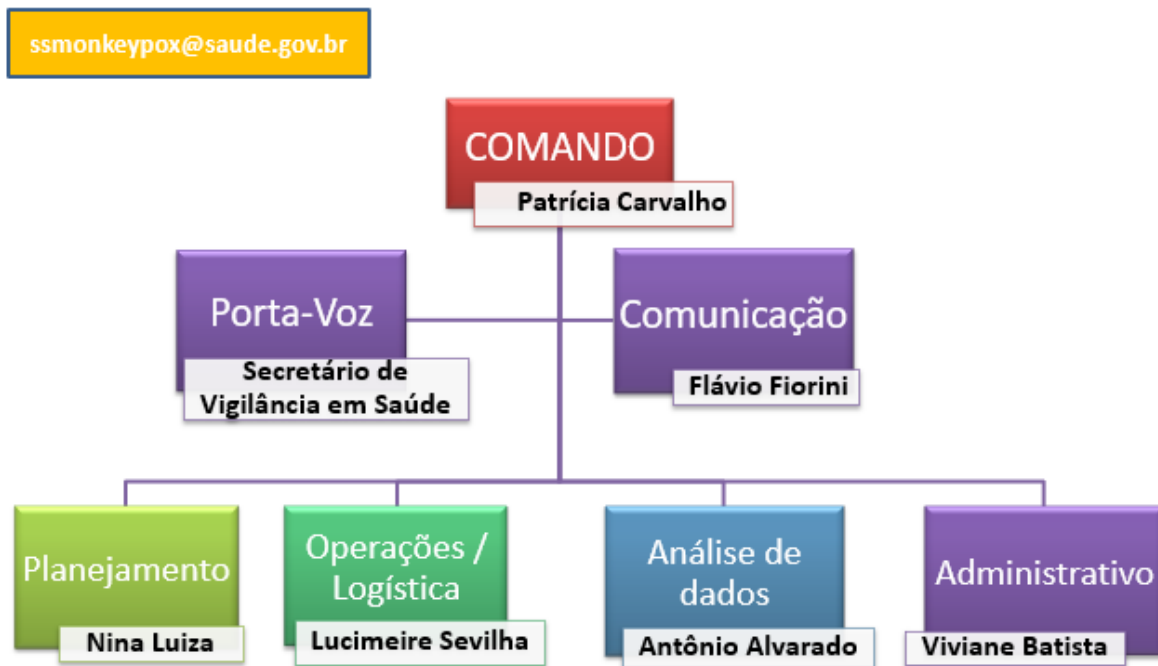 ssmonkeypox@saude.gov.br
COMANDO
Patrícia Carvalho
Porta-Voz
Secretário de
Vigilância em Saúde
Comunicação
Flávio Fiorini
Planejamento
Nina Luiza
Operações /
Logística
Lucimeire Sevilha
Análise de
dados
Antônio Alvarado
Administrativo
Viviane Batista